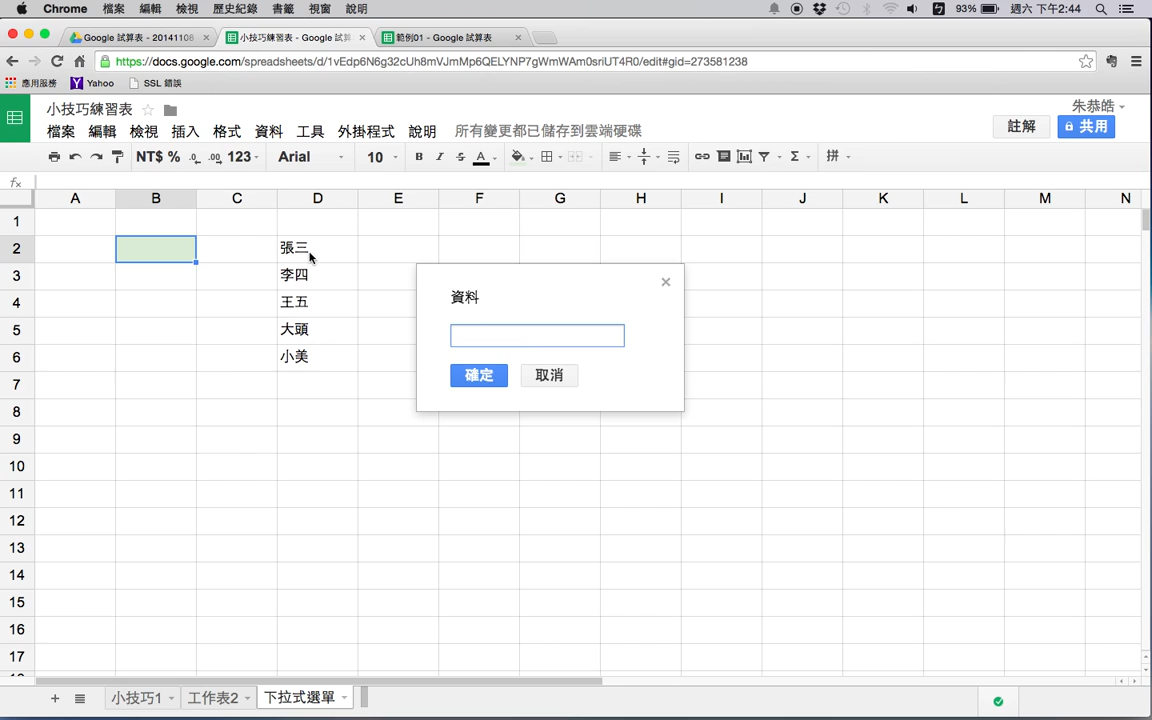 Chrome 檔案 編輯 檢視 歷史紀錄 書籤 視窗 說明 93% 週六 下午2:44
Google 試算表 - 20141108 小技巧練習表 - Google 試算 範例01 - Google 試算表
https://docs.google.com/spreadsheets/d/1vEdp6N6g32cUh8mVJmMp6QELYNP7gWmWAm0sriUT4R0/edit#gid=273581238
應用服務 Yahoo SSL 錯誤
小技巧練習表 朱恭皓
檔案 編輯 檢視 插入 格式 資料 工具 外掛程式 說明 所有變更都已儲存到雲端硬碟 註解 共用
NT$ % .0 .00 123 Arial 10 B I S A Σ 拼
fx
A B C D E F G H I J K L M N
1
2 張三
3 李四
4 王五
5 大頭
6 小美
7
8
9
10
11
12
13
14
15
16
17
資料
確定 取消
小技巧1 工作表2 下拉式選單